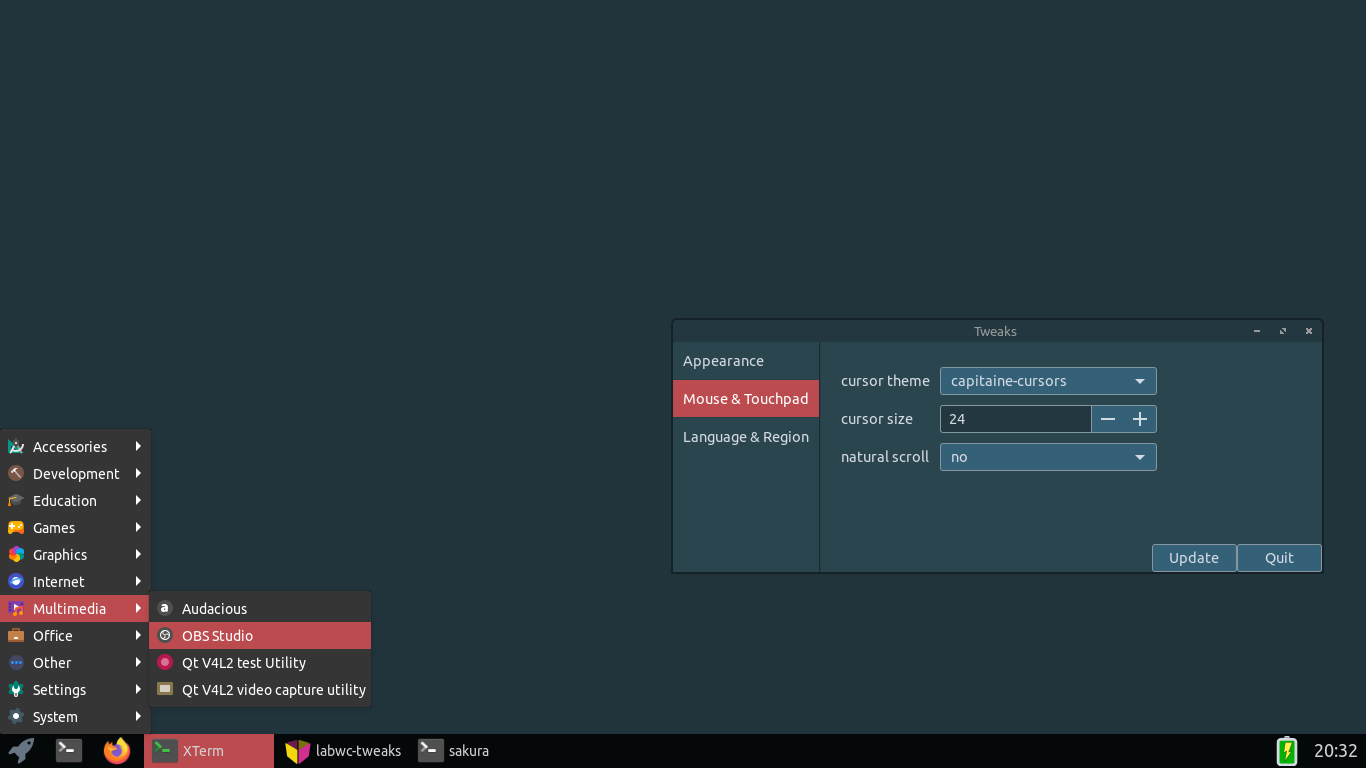 Tweaks
Appearance
Mouse & Touchpad
Language & Region
cursor theme capitaine-cursors
cursor size 24
natural scroll no
Update Quit
Accessories
Development
Education
Games
Graphics
Internet
Multimedia
Office
Other
Settings
System
Audacious
OBS Studio
Qt V4L2 test Utility
Qt V4L2 video capture utility
XTerm labwc-tweaks sakura 20:32